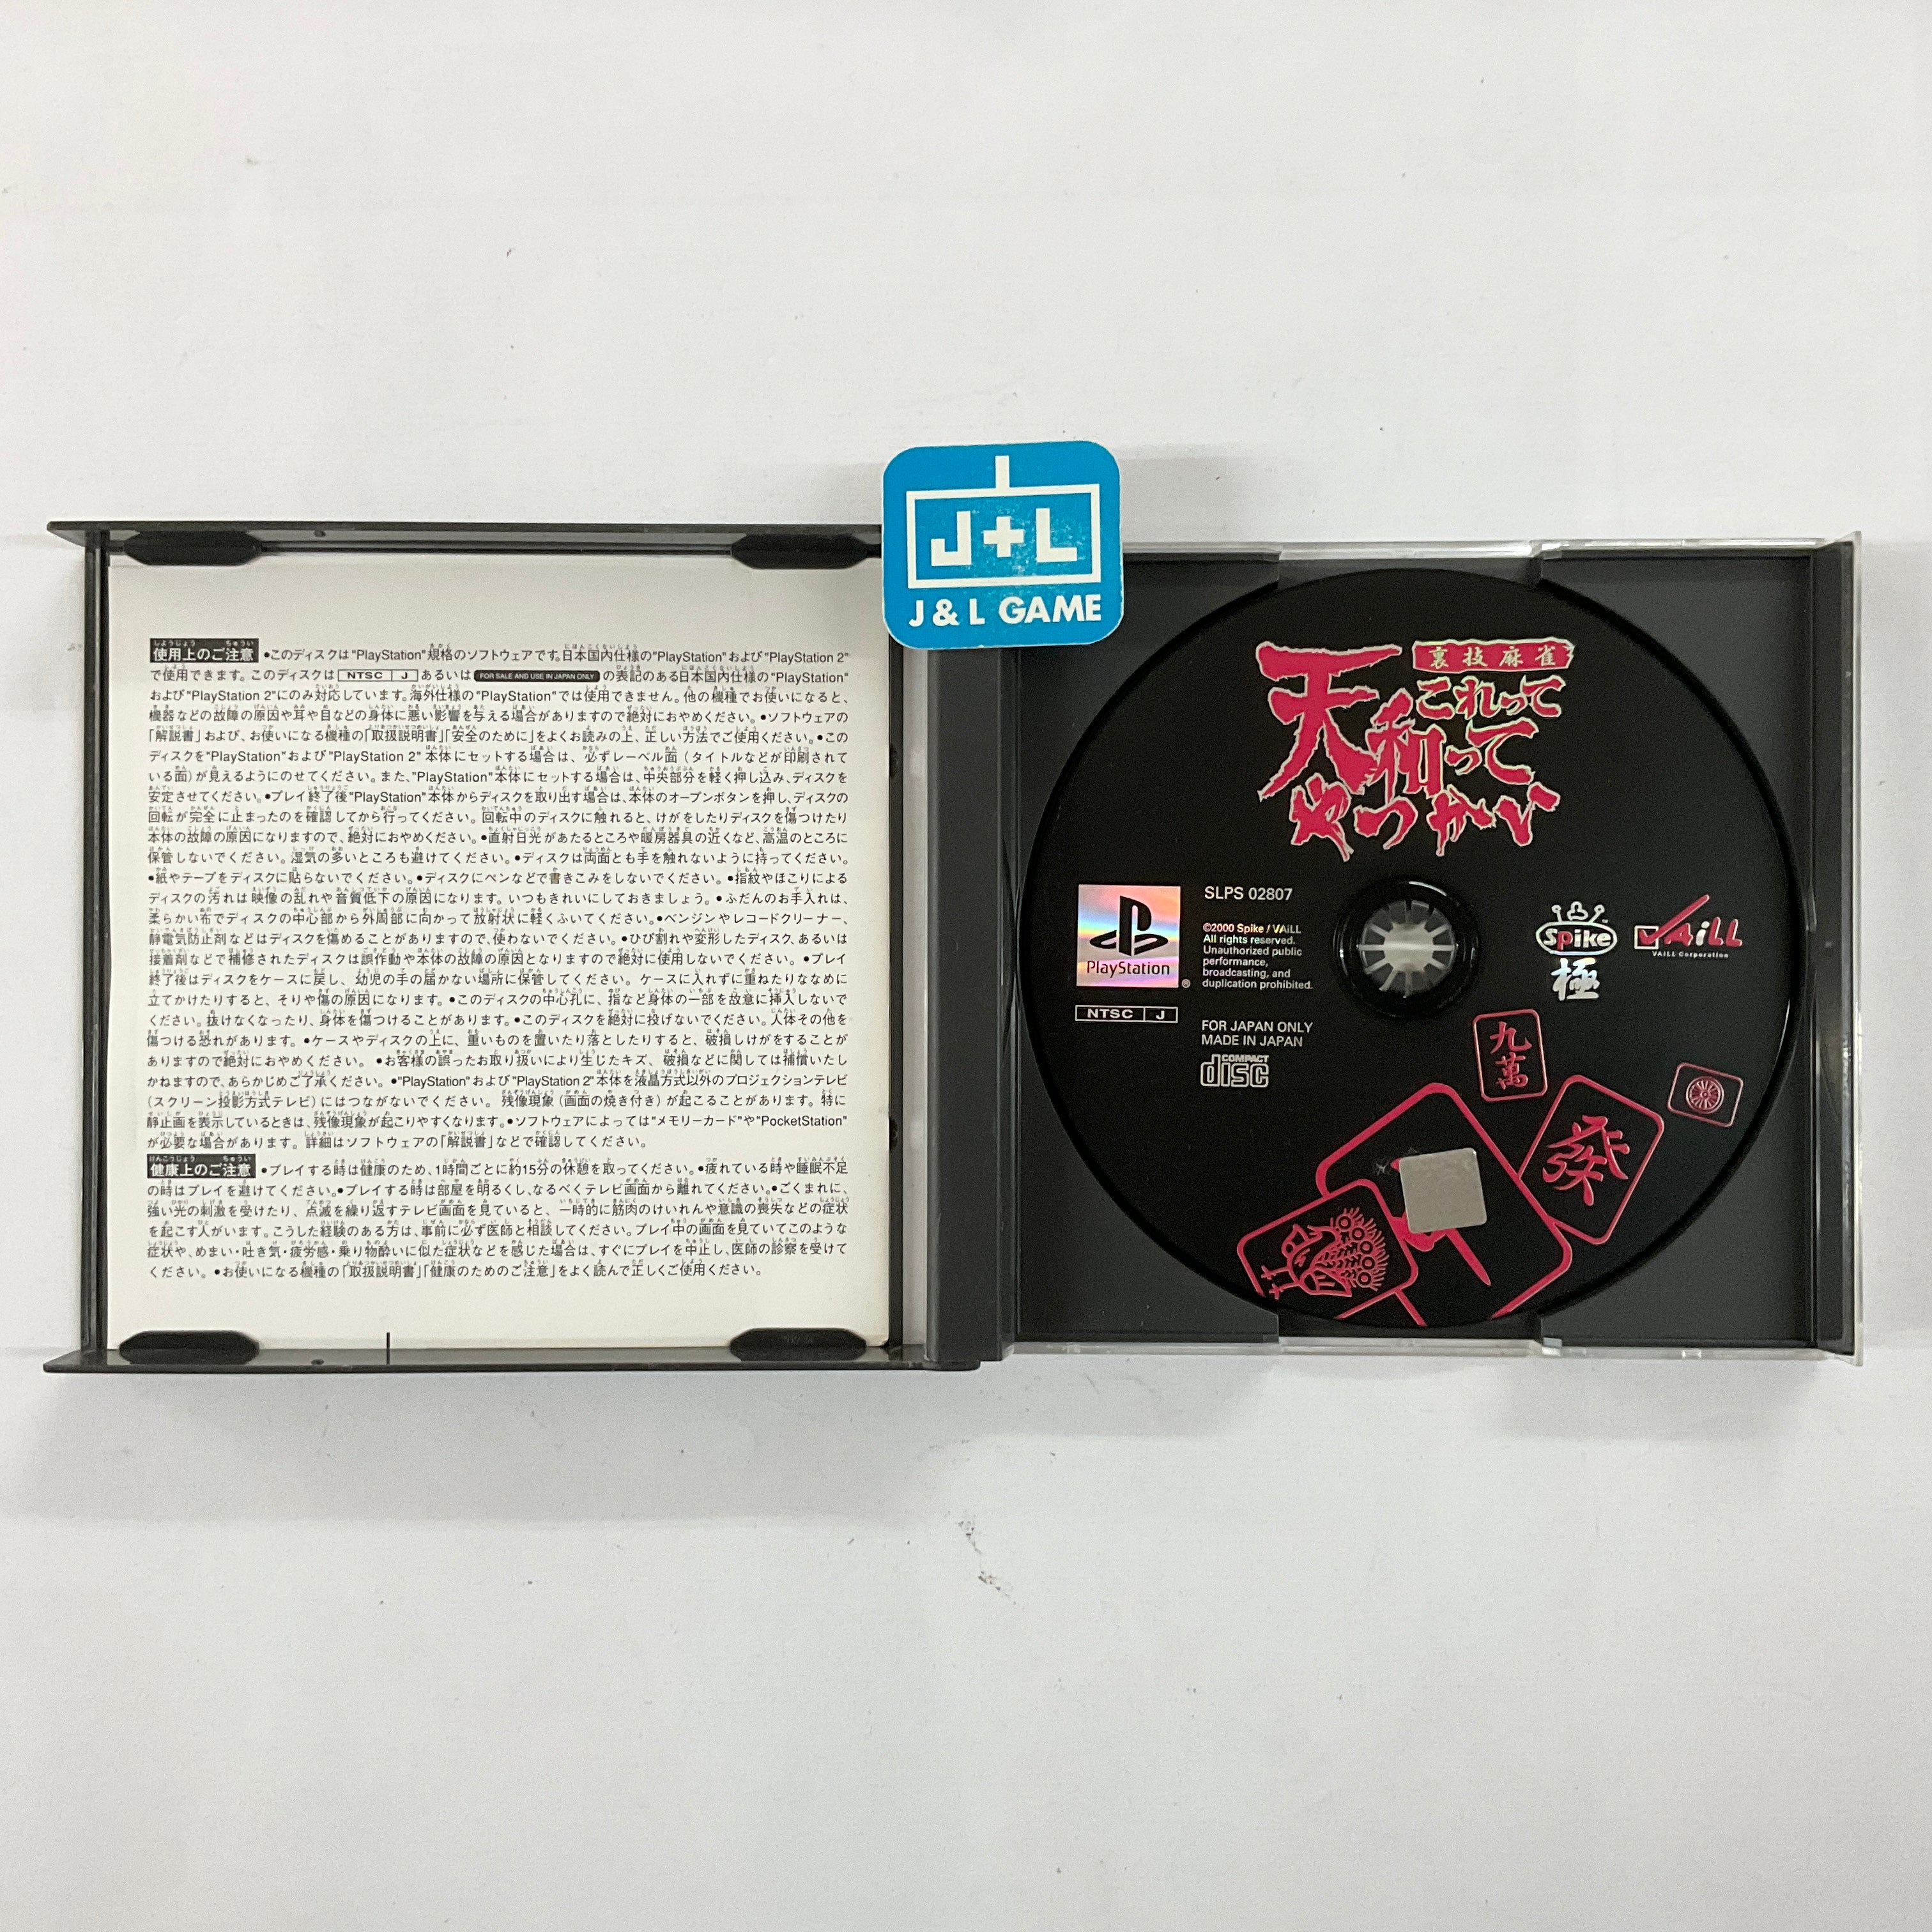 J+L
J & L GAME
使用上のご注意 ●このディスクは"PlayStation"規格のソフトウェアです。日本国内仕様の"PlayStation"および"PlayStation 2"
で使用できます。このディスクは NTSC J あるいは FOR SALE AND USE IN JAPAN ONLY の表記のある日本国内仕様の"PlayStation"
および"PlayStation 2"にのみ対応しています。海外仕様の"PlayStation"では使用できません。他の機種でお使いになると、
機器などの故障の原因や耳や目などの身体に悪い影響を与える場合がありますので絶対におやめください。●ソフトウェアの
「解説書」および、お使いになる機種の「取扱説明書」「安全のために」をよくお読みの上、正しい方法でご使用ください。●この
ディスクを"PlayStation"および"PlayStation 2"本体にセットする場合は、必ずレーベル面（タイトルなどが印刷されて
いる面）が見えるようにのせてください。また、"PlayStation"本体にセットする場合は、中央部分を軽く押し込み、ディスクを
安定させてください。●プレイ終了後"PlayStation"本体からディスクを取り出す場合は、本体のオープンボタンを押し、ディスクの
回転が完全に止まったのを確認してから行ってください。回転中のディスクに触れると、けがをしたりディスクを傷つけたり
本体の故障の原因になりますので、絶対におやめください。●直射日光があたるところや暖房器具の近くなど、高温のところに
保管しないでください。湿気の多いところも避けてください。●ディスクは両面とも手を触れないように持ってください。
●紙やテープをディスクに貼らないでください。●ディスクにペンなどで書きこみをしないでください。●指紋やほこりによる
ディスクの汚れは映像の乱れや音質低下の原因になります。いつもきれいにしておきましょう。●ふだんのお手入れは、
柔らかい布でディスクの中心部から外周部に向かって放射状に軽くふいてください。●ベンジンやレコードクリーナー、
静電気防止剤などはディスクを傷めることがありますので、使わないでください。●ひび割れや変形したディスク、あるいは
接着剤などで補修されたディスクは誤作動や本体の故障の原因となりますので絶対に使用しないでください。●プレイ
終了後はディスクをケースに戻し、幼児の手の届かない場所に保管してください。ケースに入れずに重ねたりななめに
立てかけたりすると、そりや傷の原因になります。●このディスクの中心孔に、指など身体の一部を故意に挿入しないで
ください。抜けなくなったり、身体を傷つけることがあります。●このディスクを絶対に投げないでください。人体その他を
傷つける恐れがあります。●ケースやディスクの上に、重いものを置いたり落としたりすると、破損しけがをすることが
ありますので絶対におやめください。●お客様の誤ったお取り扱いにより生じたキズ、破損などに関しては補償いたし
かねますので、あらかじめご了承ください。●"PlayStation"および"PlayStation 2"本体を液晶方式以外のプロジェクションテレビ
（スクリーン投影方式テレビ）にはつながないでください。残像現象（画面の焼き付き）が起こることがあります。特に
静止画を表示しているときは、残像現象が起こりやすくなります。●ソフトウェアによっては"メモリーカード"や"PocketStation"
が必要な場合があります。詳細はソフトウェアの「解説書」などで確認してください。
健康上のご注意 ●プレイする時は健康のため、1時間ごとに約15分の休憩を取ってください。●疲れている時や睡眠不足
の時はプレイを避けてください。●プレイする時は部屋を明るくし、なるべくテレビ画面から離れてください。●ごくまれに、
強い光の刺激を受けたり、点滅を繰り返すテレビ画面を見ていると、一時的に筋肉のけいれんや意識の喪失などの症状
を起こす人がいます。こうした経験のある方は、事前に必ず医師と相談してください。プレイ中の画面を見ていてこのような
症状や、めまい・吐き気・疲労感・乗り物酔いに似た症状などを感じた場合は、すぐにプレイを中止し、医師の診察を受けて
ください。●お使いになる機種の「取扱説明書」「健康のためのご注意」をよく読んで正しくご使用ください。
裏技麻雀
これって
天和って
やつかい
PlayStation
®
SLPS 02807
©2000 Spike / VAiLL
All rights reserved.
Unauthorized public
performance,
broadcasting, and
duplication prohibited.
NTSC J
FOR JAPAN ONLY
MADE IN JAPAN
COMPACT
disc
Spike
極
VAiLL
VAiLL Corporation
九萬
發